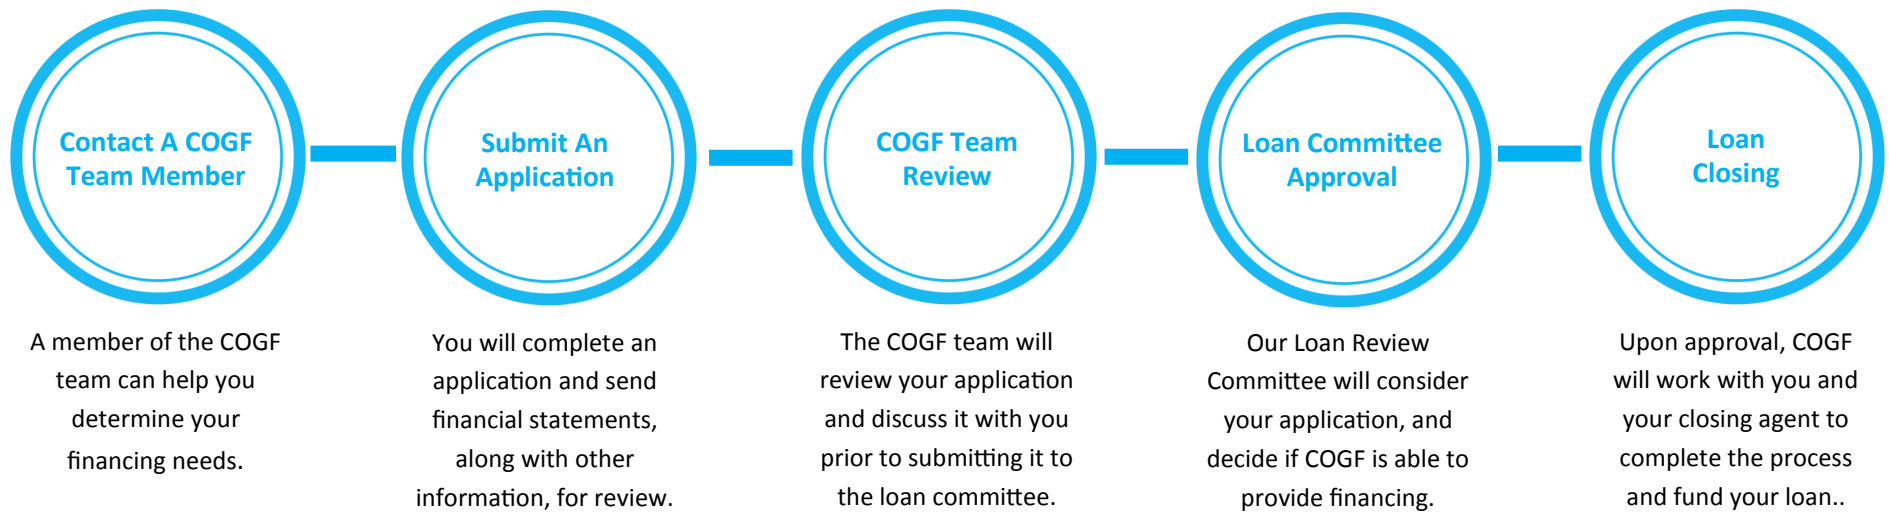 Contact A COGF
Team Member
Submit An
Application
COGF Team
Review
Loan Committee
Approval
Loan
Closing
A member of the COGF
team can help you
determine your
financing needs.
You will complete an
application and send
financial statements,
along with other
information, for review.
The COGF team will
review your application
and discuss it with you
prior to submitting it to
the loan committee.
Our Loan Review
Committee will consider
your application, and
decide if COGF is able to
provide financing.
Upon approval, COGF
will work with you and
your closing agent to
complete the process
and fund your loan..